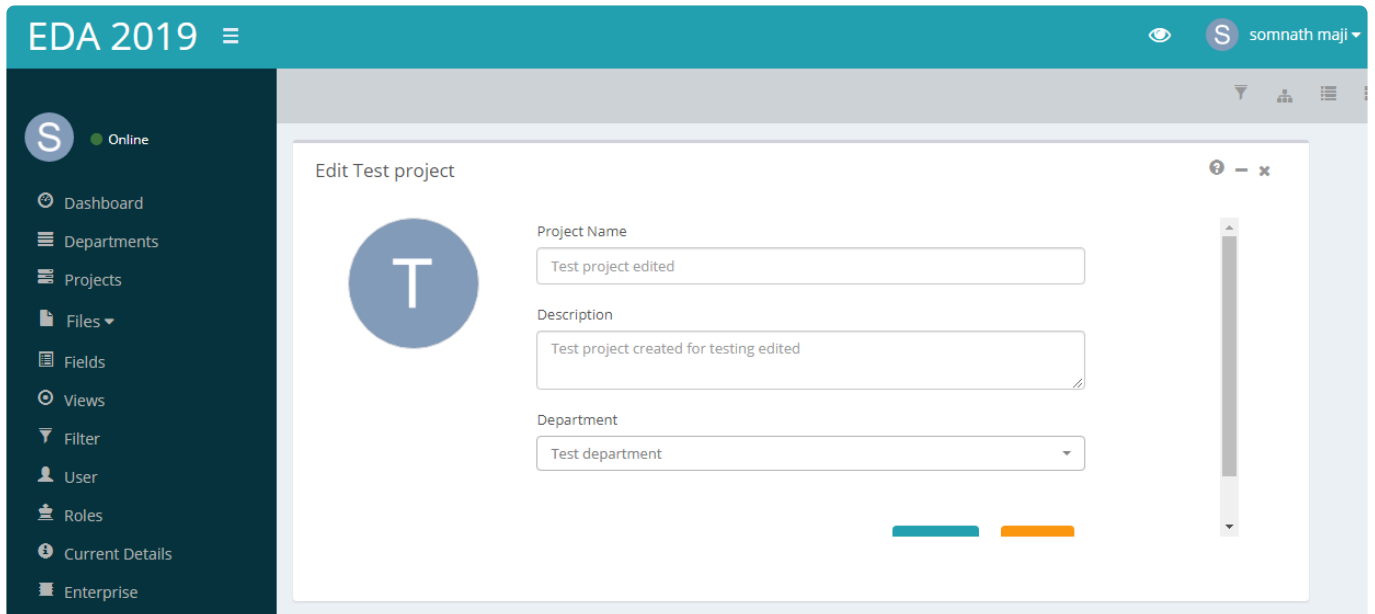 EDA 2019
S somnath maji
S Online
Dashboard
Departments
Projects
Files
Fields
Views
Filter
User
Roles
Current Details
Enterprise
Edit Test project
T
Project Name
Test project edited
Description
Test project created for testing edited
Department
Test department